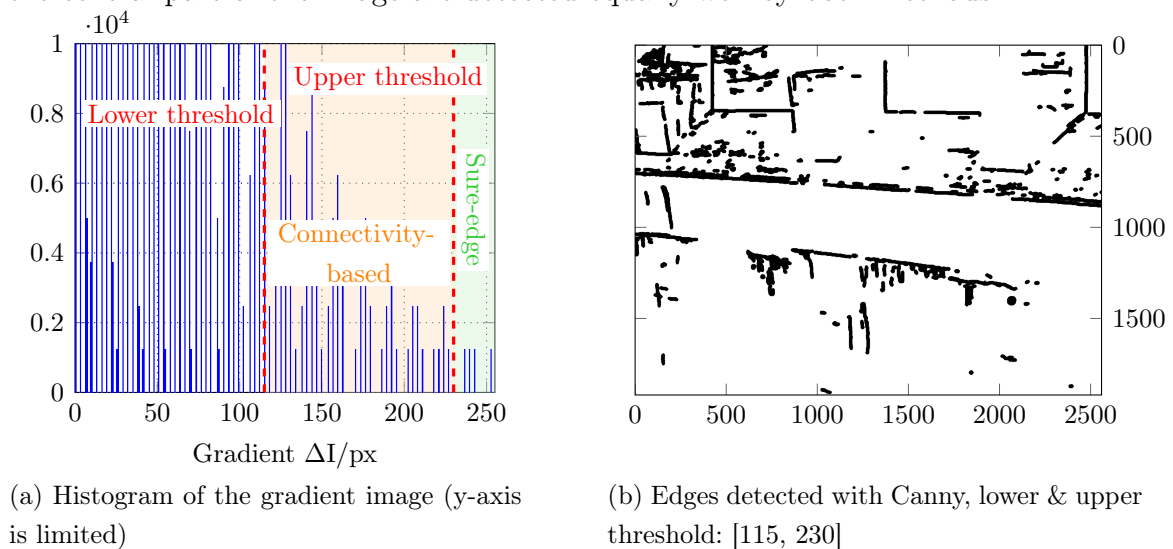 ·10⁴
1
0.8
0.6
0.4
0.2
0
0 50 100 150 200 250
Upper threshold
Lower threshold
Sure-edge
Connectivity-
based
Gradient ΔI/px
(a) Histogram of the gradient image (y-axis
is limited)
0
500
1000
1500
0 500 1000 1500 2000 2500
(b) Edges detected with Canny, lower & upper
threshold: [115, 230]